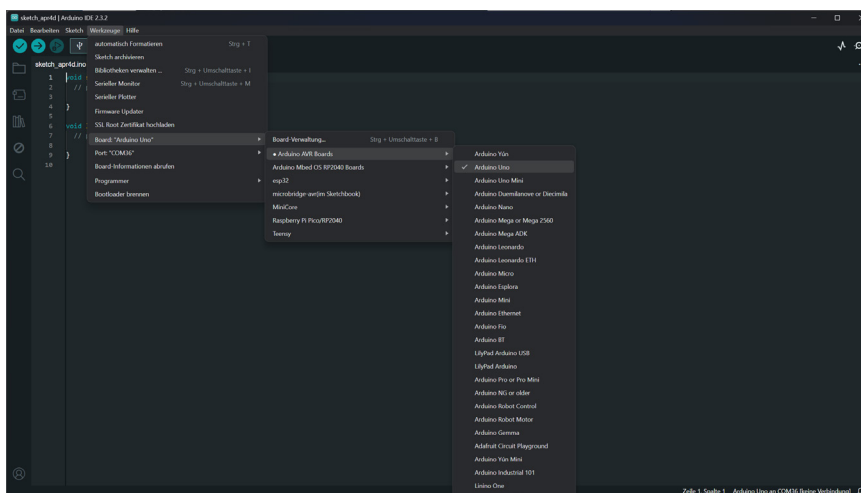 sketch_apr4d | Arduino IDE 2.3.2
Datei Bearbeiten Sketch Werkzeuge Hilfe
sketch_apr4d.ino
1 void
2 //
3
4 }
5
6 void
7 //
8
9 }
10
automatisch Formatieren Strg + T
Sketch archivieren
Bibliotheken verwalten ... Strg + Umschalttaste + I
Serieller Monitor Strg + Umschalttaste + M
Serieller Plotter
Firmware Updater
SSL Root Zertifikat hochladen
Board: "Arduino Uno"
Port: "COM36"
Board-Informationen abrufen
Programmer
Bootloader brennen
Board-Verwaltung... Strg + Umschalttaste + B
Arduino AVR Boards
Arduino Mbed OS RP2040 Boards
esp32
microbridge-avr(im Sketchbook)
MiniCore
Raspberry Pi Pico/RP2040
Teensy
Arduino Yún
Arduino Uno
Arduino Uno Mini
Arduino Duemilanove or Diecimila
Arduino Nano
Arduino Mega or Mega 2560
Arduino Mega ADK
Arduino Leonardo
Arduino Leonardo ETH
Arduino Micro
Arduino Esplora
Arduino Mini
Arduino Ethernet
Arduino Fio
Arduino BT
LilyPad Arduino USB
LilyPad Arduino
Arduino Pro or Pro Mini
Arduino NG or older
Arduino Robot Control
Arduino Robot Motor
Arduino Gemma
Adafruit Circuit Playground
Arduino Yún Mini
Arduino Industrial 101
Linino One
Zeile 1, Spalte 1 Arduino Uno an COM36 [keine Verbindung]